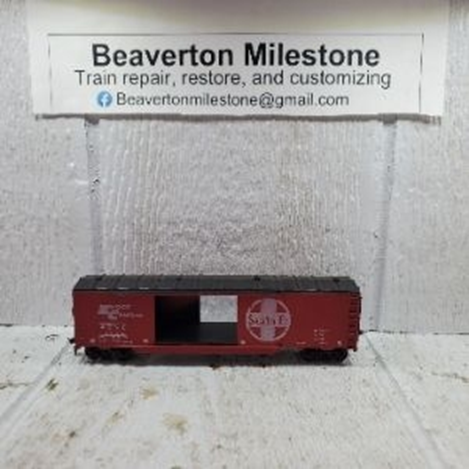 Beaverton Milestone
Train repair, restore, and customizing
Beavertonmilestone@gmail.com
Santa Fe